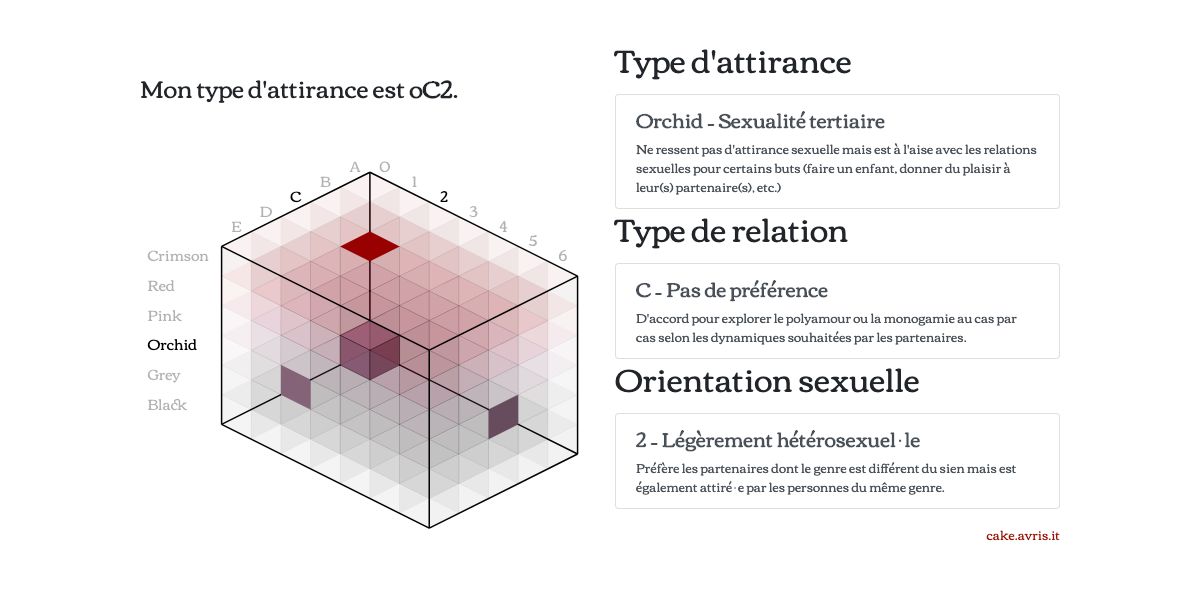 Mon type d'attirance est oC2.
A O
B 1
C 2
D 3
E 4
5
6
Crimson
Red
Pink
Orchid
Grey
Black
Type d'attirance
Orchid - Sexualité tertiaire
Ne ressent pas d'attirance sexuelle mais est à l'aise avec les relations
sexuelles pour certains buts (faire un enfant, donner du plaisir à
leur(s) partenaire(s), etc.)
Type de relation
C - Pas de préférence
D'accord pour explorer le polyamour ou la monogamie au cas par
cas selon les dynamiques souhaitées par les partenaires.
Orientation sexuelle
2 - Légèrement hétérosexuel·le
Préfère les partenaires dont le genre est différent du sien mais est
également attiré·e par les personnes du même genre.
cake.avris.it